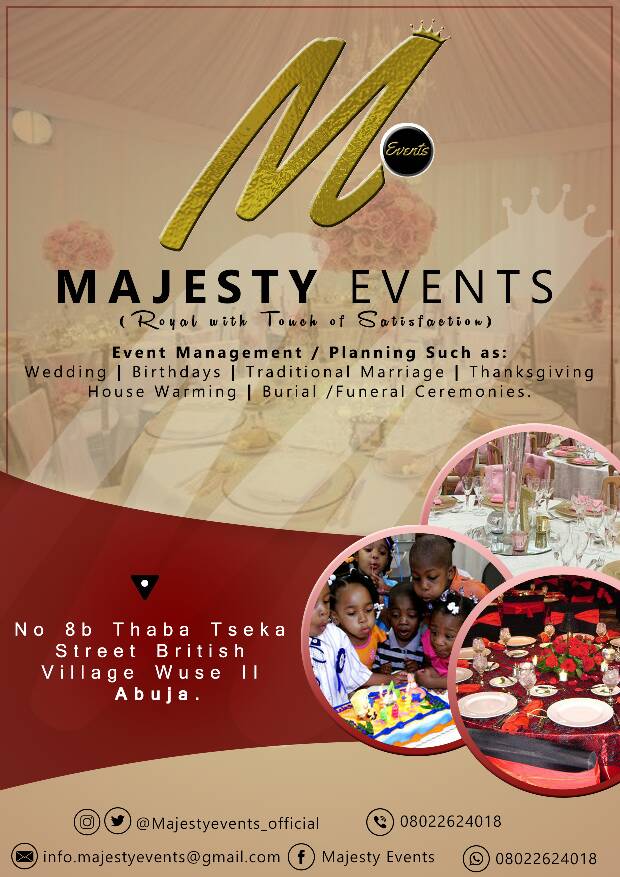 M
Events
MAJESTY EVENTS
(Royal with Touch of Satisfaction)
Event Management / Planning Such as:
Wedding | Birthdays | Traditional Marriage | Thanksgiving
House Warming | Burial /Funeral Ceremonies.
No 8b Thaba Tseka
Street British
Village Wuse II
Abuja.
@Majestyevents_official
08022624018
info.majestyevents@gmail.com
Majesty Events
08022624018